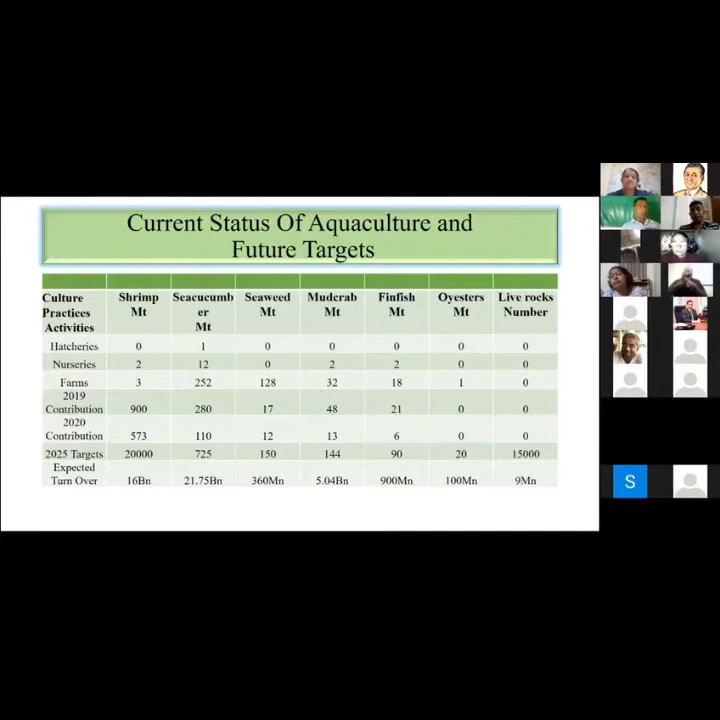 Current Status Of Aquaculture and
Future Targets
Culture Practices Activities | Shrimp Mt | Seacucumb er Mt | Seaweed Mt | Mudcrab Mt | Finfish Mt | Oyesters Mt | Live rocks Number
Hatcheries 0 1 0 0 0 0 0
Nurseries 2 12 0 2 2 0 0
Farms 3 252 128 32 18 1 0
2019 Contribution 900 280 17 48 21 0 0
2020 Contribution 573 110 12 13 6 0 0
2025 Targets 20000 725 150 144 90 20 15000
Expected Turn Over 16Bn 21.75Bn 360Mn 5.04Bn 900Mn 100Mn 9Mn
S